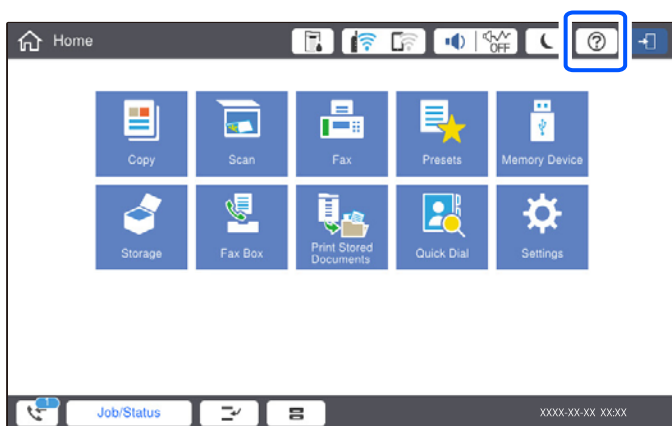 Home
OFF
Copy
Scan
Fax
Presets
Memory Device
Storage
Fax Box
Print Stored
Documents
Quick Dial
Settings
1
Job/Status
XXXX-XX-XX XX:XX